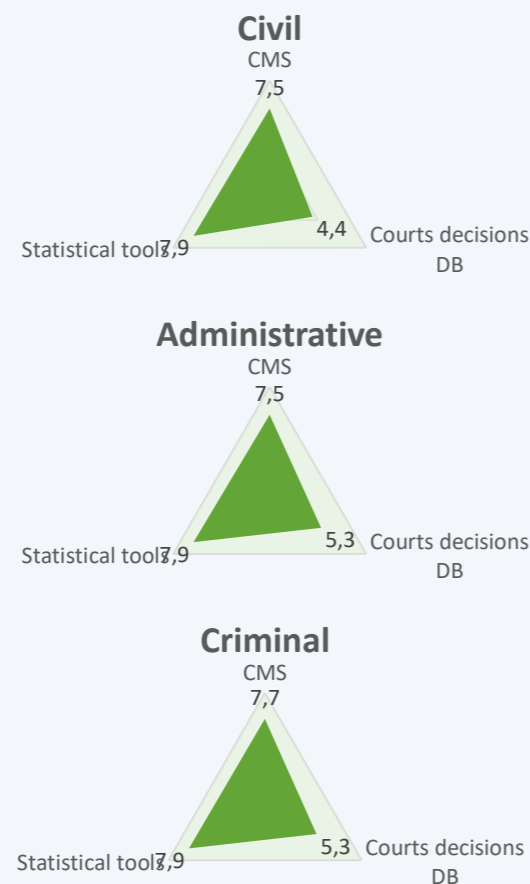 Civil
CMS
7,5
4,4
Courts decisions
DB
Statistical tools
7,9
Administrative
CMS
7,5
5,3
Courts decisions
DB
Statistical tools
7,9
Criminal
CMS
7,7
5,3
Courts decisions
DB
Statistical tools
7,9